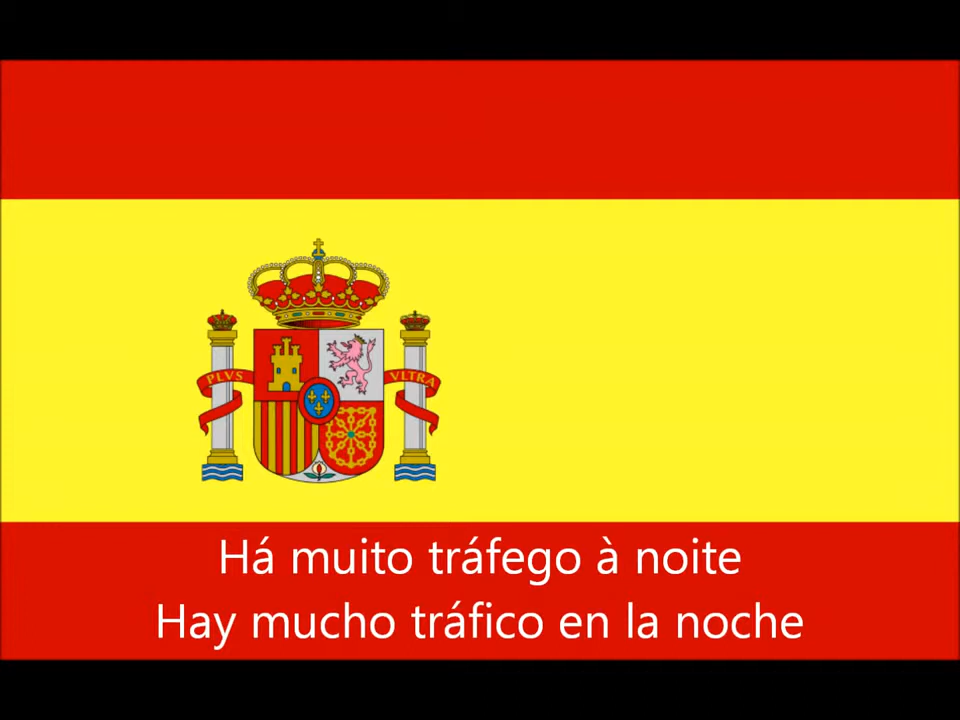 PLVS VLTRA
Há muito tráfego à noite
Hay mucho tráfico en la noche